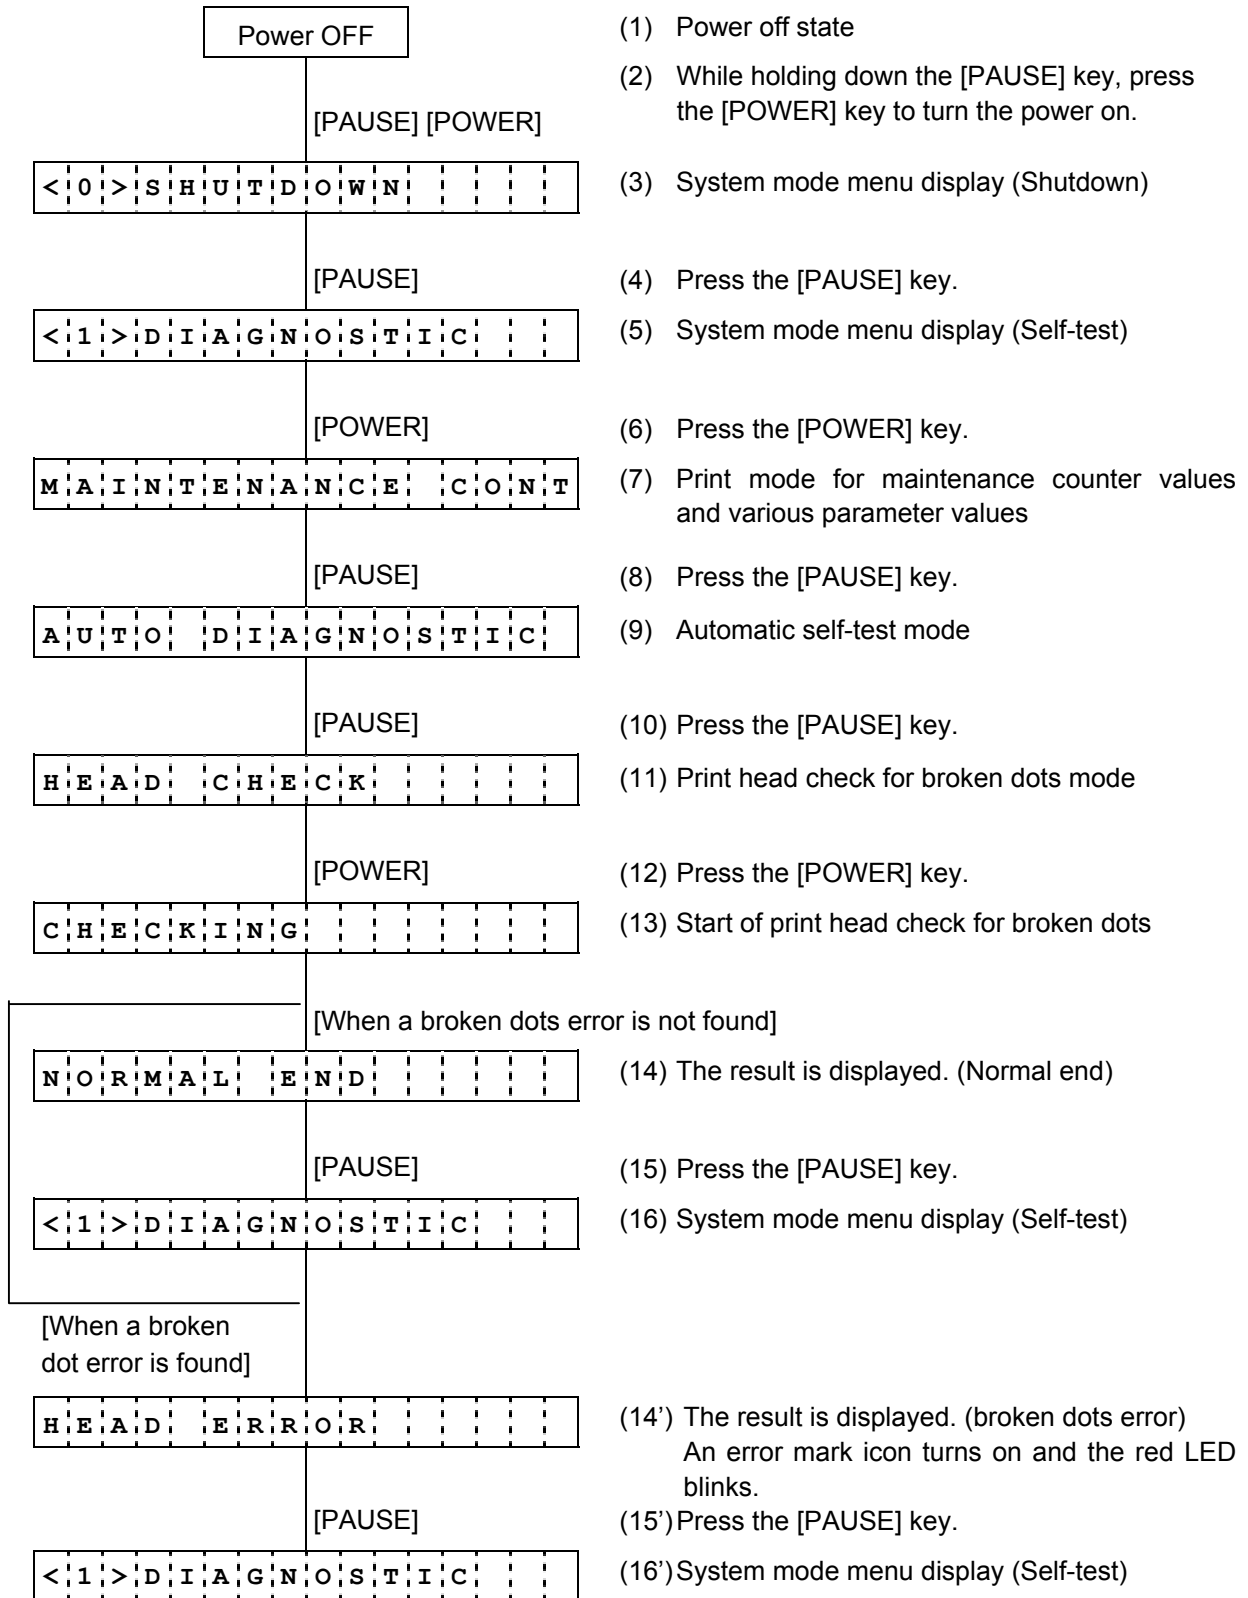 Power OFF
(1) Power off state
(2) While holding down the [PAUSE] key, press
the [POWER] key to turn the power on.
[PAUSE] [POWER]
<0>SHUTDOWN
(3) System mode menu display (Shutdown)
[PAUSE]
(4) Press the [PAUSE] key.
<1>DIAGNOSTIC
(5) System mode menu display (Self-test)
[POWER]
(6) Press the [POWER] key.
MAINTENANCE CONT
(7) Print mode for maintenance counter values
and various parameter values
[PAUSE]
(8) Press the [PAUSE] key.
AUTO DIAGNOSTIC
(9) Automatic self-test mode
[PAUSE]
(10) Press the [PAUSE] key.
HEAD CHECK
(11) Print head check for broken dots mode
[POWER]
(12) Press the [POWER] key.
CHECKING
(13) Start of print head check for broken dots
[When a broken dots error is not found]
NORMAL END
(14) The result is displayed. (Normal end)
[PAUSE]
(15) Press the [PAUSE] key.
<1>DIAGNOSTIC
(16) System mode menu display (Self-test)
[When a broken
dot error is found]
HEAD ERROR
(14’) The result is displayed. (broken dots error)
An error mark icon turns on and the red LED
blinks.
[PAUSE]
(15’) Press the [PAUSE] key.
<1>DIAGNOSTIC
(16’) System mode menu display (Self-test)